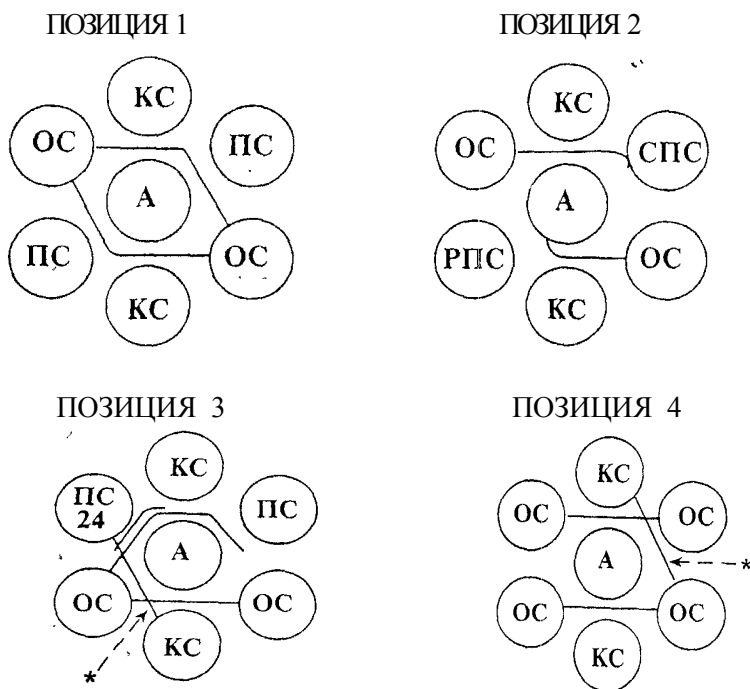 ПОЗИЦИЯ 1
КС
ОС
ПС
А
ПС
ОС
КС
ПОЗИЦИЯ 2
КС
ОС
СПС
А
РПС
ОС
КС
ПОЗИЦИЯ 3
КС
ПС
24
ПС
А
ОС
ОС
КС
*
ПОЗИЦИЯ 4
КС
ОС
ОС
А
*
ОС
ОС
КС